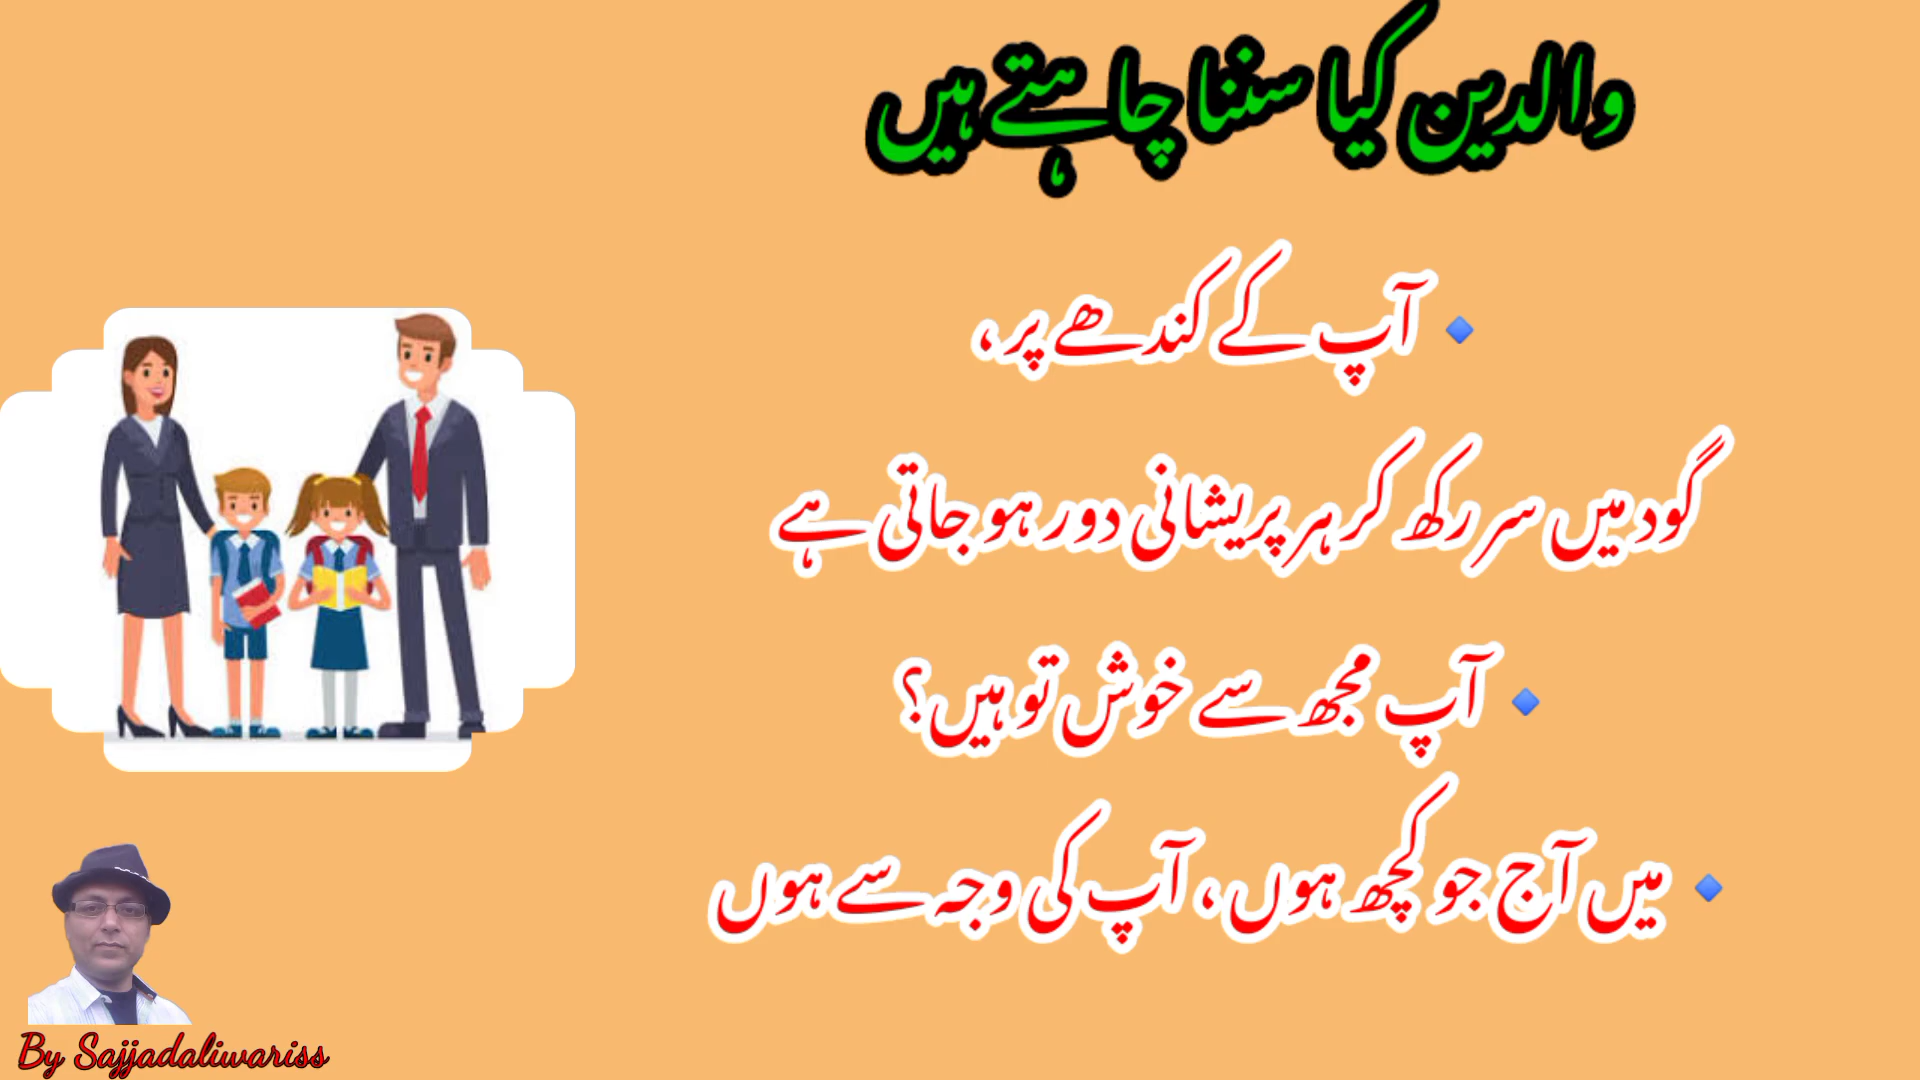 والدین کیا سننا چاہتے ہیں
🔹 آپ کے کندھے پر،
گود میں سر رکھ کر ہر پریشانی دور ہو جاتی ہے
🔹 آپ مجھ سے خوش تو ہیں؟
🔹 میں آج جو کچھ ہوں، آپ کی وجہ سے ہوں
By Sajjadaliwariss